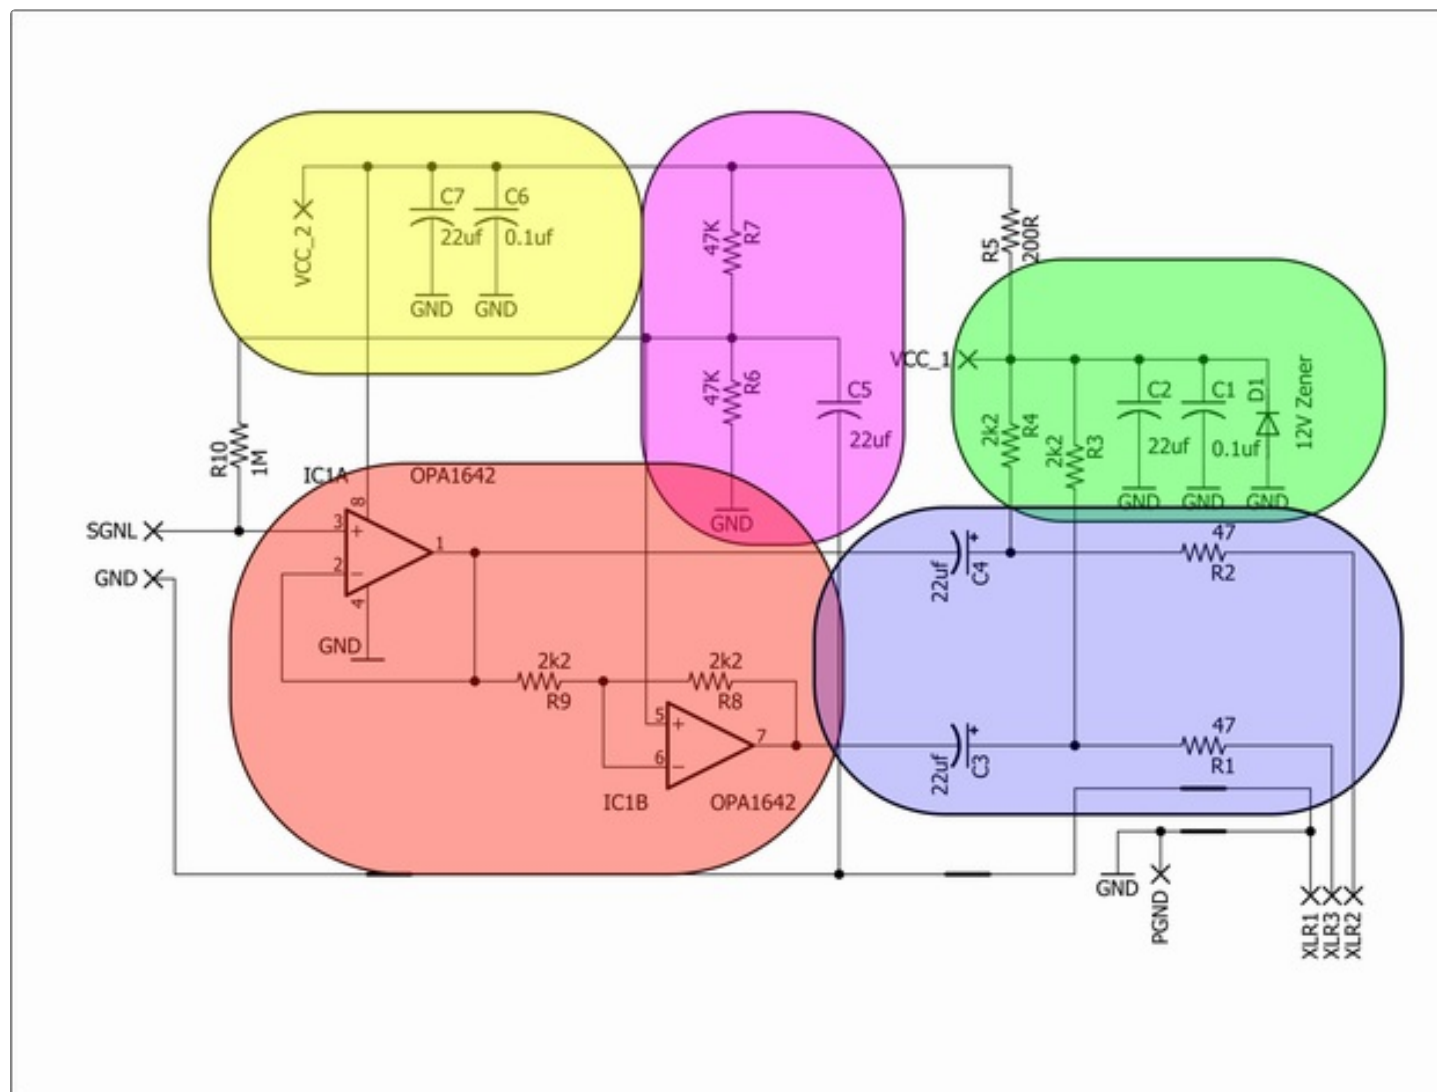 C7
22uf
C6
0.1uf
VCC_2
GND
GND
47K
R7
R5
200R
47K
R6
C5
22uf
GND
VCC_1
2k2
R4
2k2
R3
C2
22uf
C1
0.1uf
D1
12V Zener
GND
GND
GND
R10
1M
IC1A
OPA1642
SGNL
GND
3
+
2
−
8
4
1
GND
2k2
R9
2k2
R8
5
+
6
−
7
IC1B
OPA1642
22uf
+
C4
47
R2
22uf
+
C3
47
R1
GND
PGND
XLR1
XLR3
XLR2